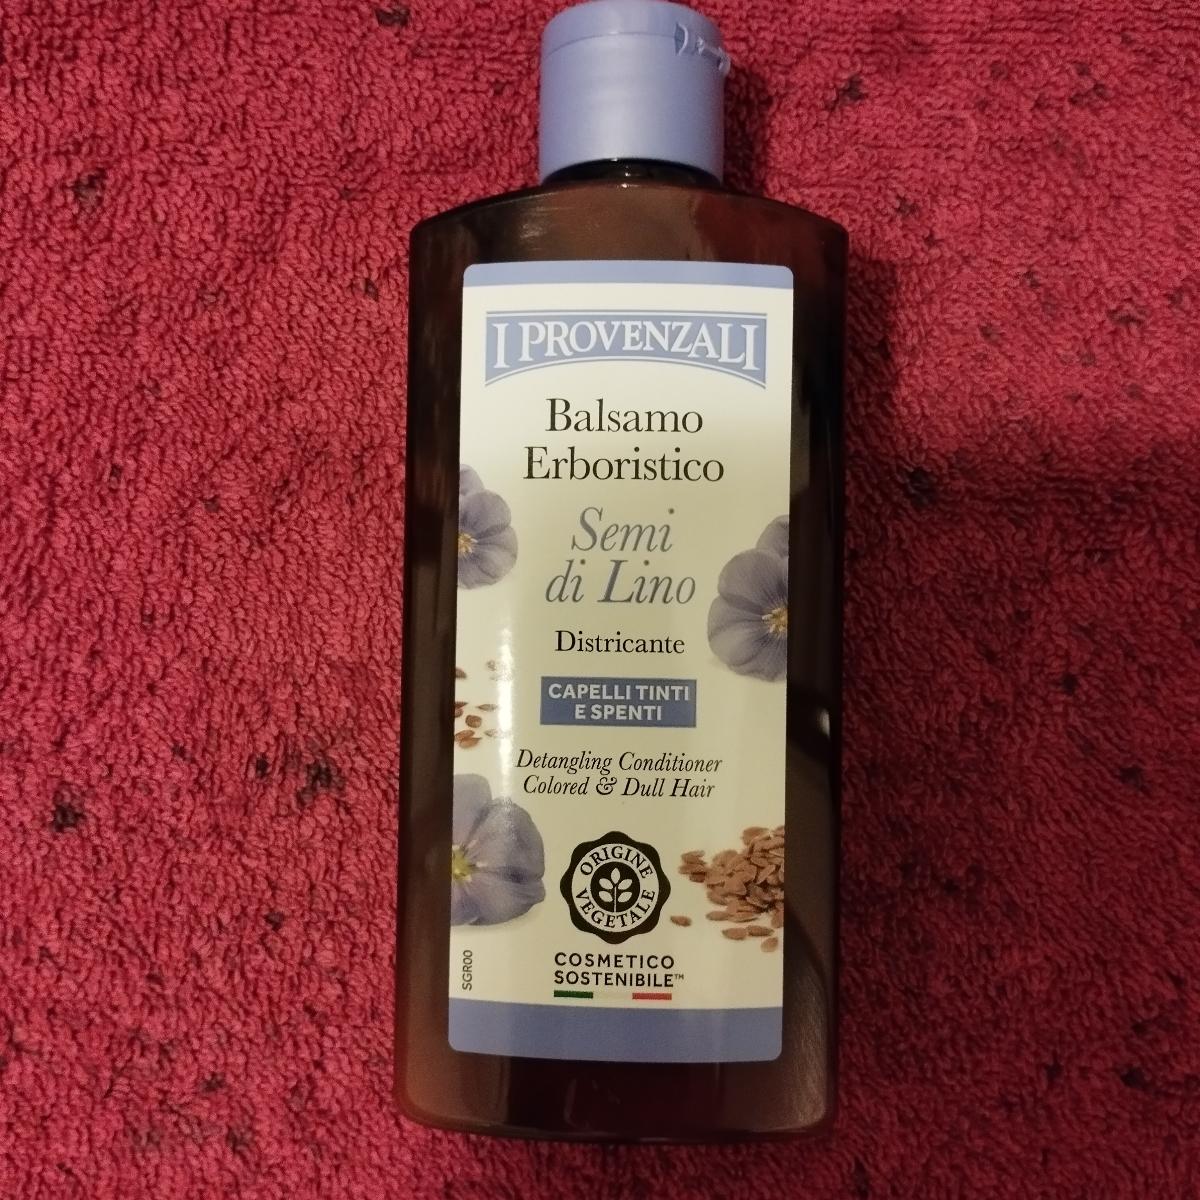 I PROVENZALI
Balsamo
Erboristico
Semi
di Lino
Districante
CAPELLI TINTI
E SPENTI
Detangling Conditioner
Colored & Dull Hair
ORIGINE
VEGETALE
COSMETICO
SOSTENIBILE™
SGR00